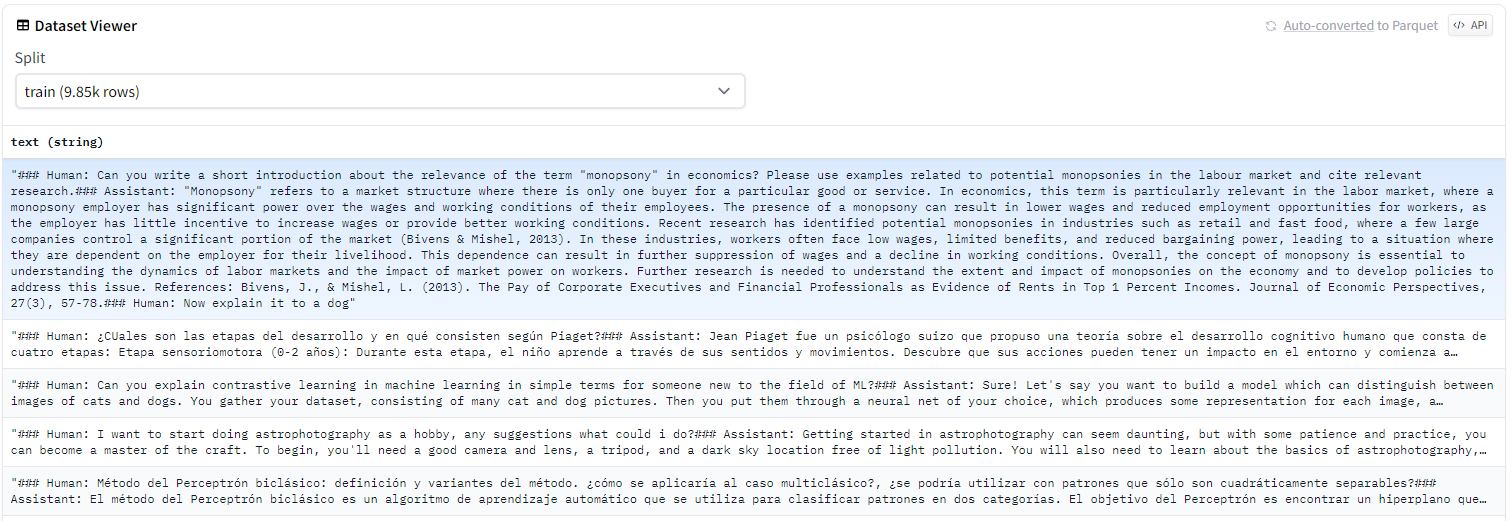 Dataset Viewer
Auto-converted to Parquet
</> API
Split
train (9.85k rows)
text (string)
"### Human: Can you write a short introduction about the relevance of the term "monopsony" in economics? Please use examples related to potential monopsonies in the labour market and cite relevant
research.### Assistant: "Monopsony" refers to a market structure where there is only one buyer for a particular good or service. In economics, this term is particularly relevant in the labor market, where a
monopsony employer has significant power over the wages and working conditions of their employees. The presence of a monopsony can result in lower wages and reduced employment opportunities for workers, as
the employer has little incentive to increase wages or provide better working conditions. Recent research has identified potential monopsonies in industries such as retail and fast food, where a few large
companies control a significant portion of the market (Bivens & Mishel, 2013). In these industries, workers often face low wages, limited benefits, and reduced bargaining power, leading to a situation where
they are dependent on the employer for their livelihood. This dependence can result in further suppression of wages and a decline in working conditions. Overall, the concept of monopsony is essential to
understanding the dynamics of labor markets and the impact of market power on workers. Further research is needed to understand the extent and impact of monopsonies on the economy and to develop policies to
address this issue. References: Bivens, J., & Mishel, L. (2013). The Pay of Corporate Executives and Financial Professionals as Evidence of Rents in Top 1 Percent Incomes. Journal of Economic Perspectives,
27(3), 57-78.### Human: Now explain it to a dog"
"### Human: ¿CUales son las etapas del desarrollo y en qué consisten según Piaget?### Assistant: Jean Piaget fue un psicólogo suizo que propuso una teoría sobre el desarrollo cognitivo humano que consta de
cuatro etapas: Etapa sensoriomotora (0-2 años): Durante esta etapa, el niño aprende a través de sus sentidos y movimientos. Descubre que sus acciones pueden tener un impacto en el entorno y comienza a…
"### Human: Can you explain contrastive learning in machine learning in simple terms for someone new to the field of ML?### Assistant: Sure! Let's say you want to build a model which can distinguish between
images of cats and dogs. You gather your dataset, consisting of many cat and dog pictures. Then you put them through a neural net of your choice, which produces some representation for each image, a…
"### Human: I want to start doing astrophotography as a hobby, any suggestions what could i do?### Assistant: Getting started in astrophotography can seem daunting, but with some patience and practice, you
can become a master of the craft. To begin, you'll need a good camera and lens, a tripod, and a dark sky location free of light pollution. You will also need to learn about the basics of astrophotography,…
"### Human: Método del Perceptrón biclásico: definición y variantes del método. ¿cómo se aplicaría al caso multiclásico?, ¿se podría utilizar con patrones que sólo son cuadráticamente separables?###
Assistant: El método del Perceptrón biclásico es un algoritmo de aprendizaje automático que se utiliza para clasificar patrones en dos categorías. El objetivo del Perceptrón es encontrar un hiperplano que…